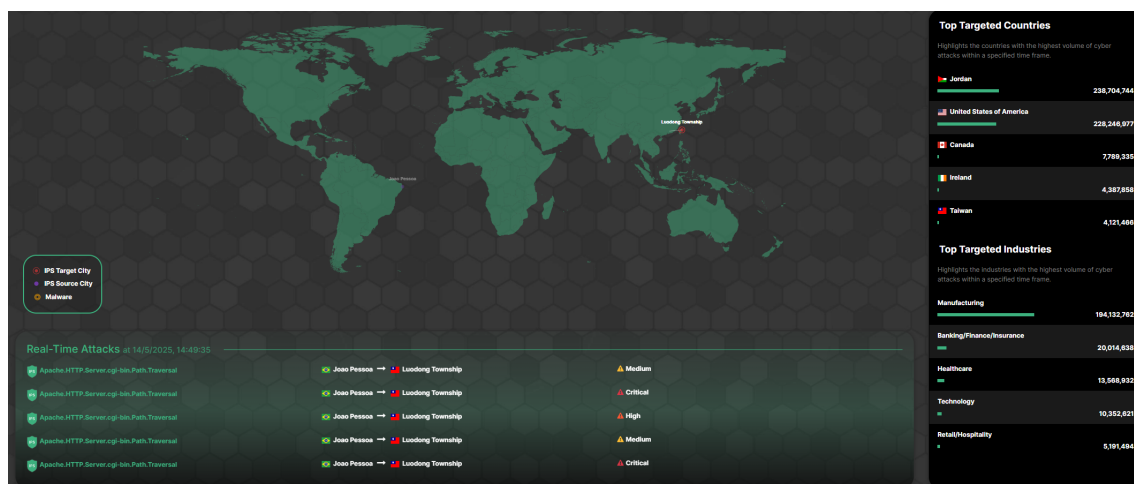 Top Targeted Countries
Highlights the countries with the highest volume of cyber
attacks within a specified time frame.
Jordan
238,704,744
United States of America
228,246,977
Canada
7,789,335
Ireland
4,387,858
Taiwan
4,121,466
Top Targeted Industries
Highlights the industries with the highest volume of cyber
attacks within a specified time frame.
Manufacturing
194,132,762
Banking/Finance/Insurance
20,014,638
Healthcare
13,568,932
Technology
10,352,621
Retail/Hospitality
5,191,494
Luodong Township
Joao Pessoa
IPS Target City
IPS Source City
Malware
Real-Time Attacks at 14/5/2025, 14:49:35
IPS Apache.HTTP.Server.cgi-bin.Path.Traversal Joao Pessoa → Luodong Township Medium
IPS Apache.HTTP.Server.cgi-bin.Path.Traversal Joao Pessoa → Luodong Township Critical
IPS Apache.HTTP.Server.cgi-bin.Path.Traversal Joao Pessoa → Luodong Township High
IPS Apache.HTTP.Server.cgi-bin.Path.Traversal Joao Pessoa → Luodong Township Medium
IPS Apache.HTTP.Server.cgi-bin.Path.Traversal Joao Pessoa → Luodong Township Critical